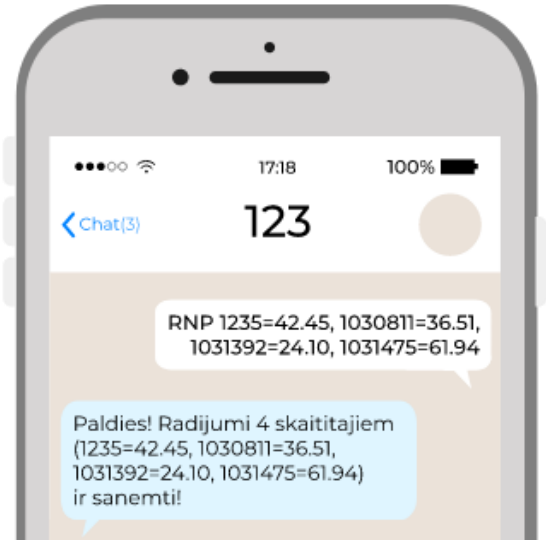 17:18
100%
Chat(3)
123
RNP 1235=42.45, 1030811=36.51,
1031392=24.10, 1031475=61.94
Paldies! Radijumi 4 skaititajiem
(1235=42.45, 1030811=36.51,
1031392=24.10, 1031475=61.94)
ir sanemti!